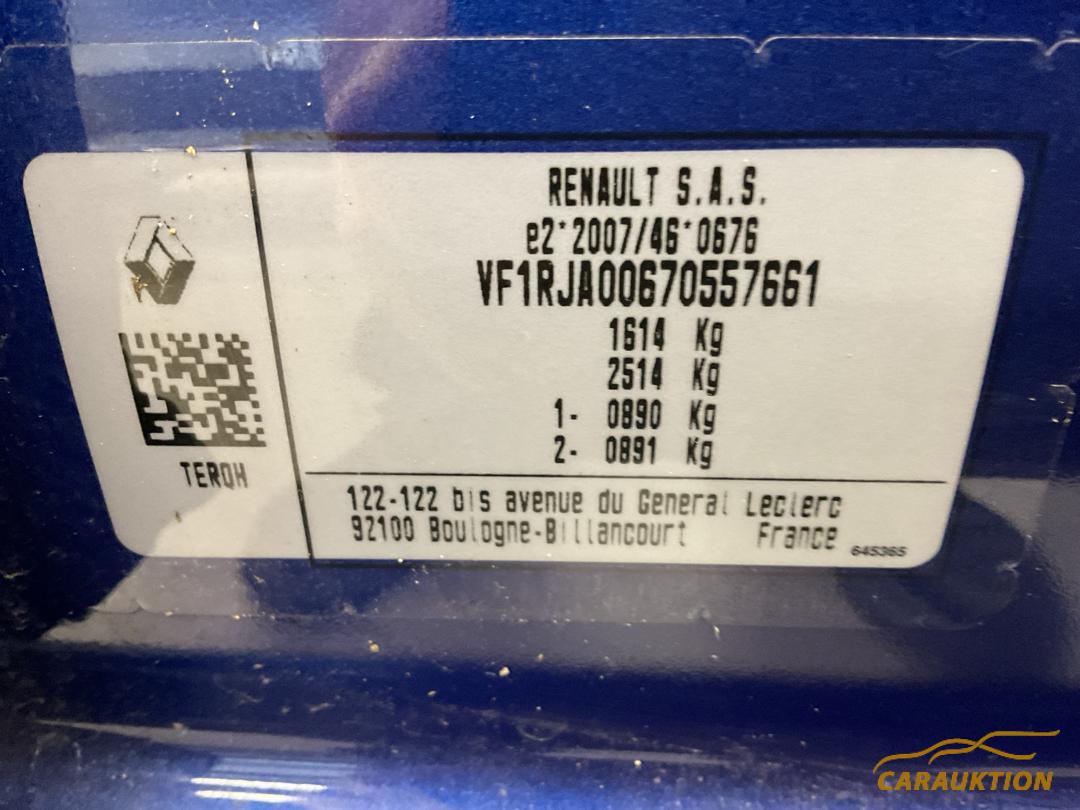 RENAULT S.A.S.
e2*2007/46*0676
VF1RJA00670557661
1614 Kg
2514 Kg
1- 0890 Kg
2- 0891 Kg
TERQH
122-122 bis avenue du General Leclerc
92100 Boulogne-Billancourt France
645365
CARAUKTION